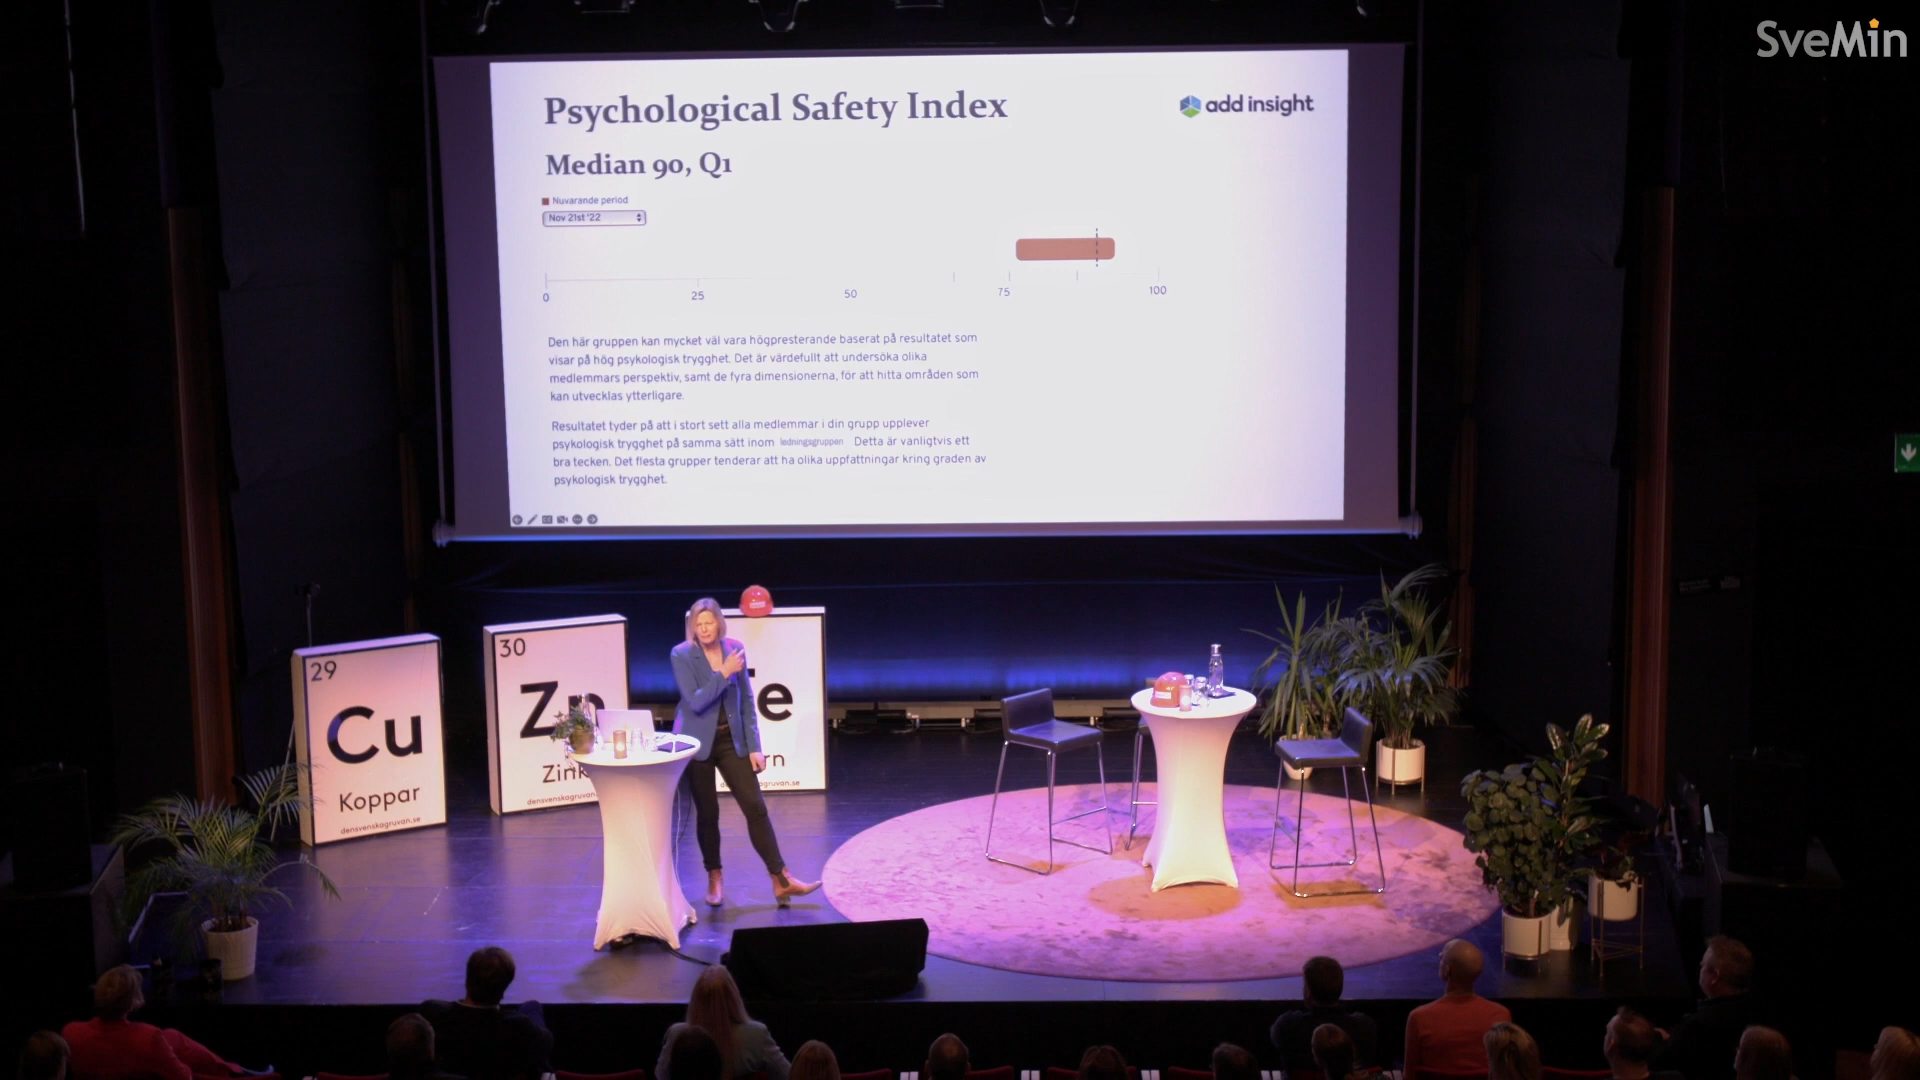 SveMin
Psychological Safety Index
add insight
Median 90, Q1
Nuvarande period
Nov 21st '22
0 25 50 75 100
Den här gruppen kan mycket väl vara högpresterande baserat på resultatet som
visar på hög psykologisk trygghet. Det är värdefullt att undersöka olika
medlemmars perspektiv, samt de fyra dimensionerna, för att hitta områden som
kan utvecklas ytterligare.
Resultatet tyder på att i stort sett alla medlemmar i din grupp upplever
psykologisk trygghet på samma sätt inom ledningsgruppen Detta är vanligtvis ett
bra tecken. Det flesta grupper tenderar att ha olika uppfattningar kring graden av
psykologisk trygghet.
29
Cu
Koppar
densvenskagruvan.se
30
Zn
Zink
densvenskagruvan.
e
rn
gruvan.se